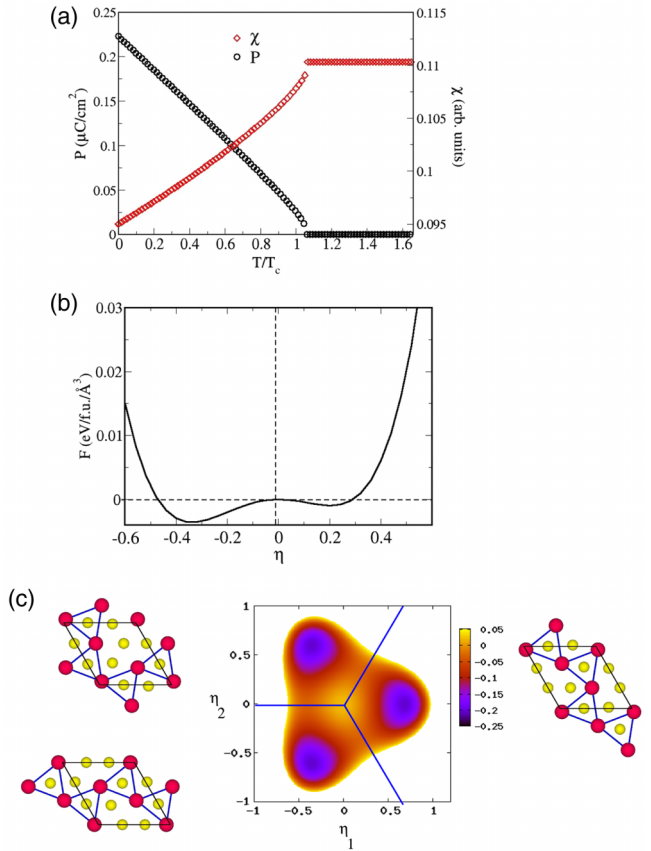 (a)
0.25
0.2
0.15
0.1
0.05
0
P (μC/cm²)
χ
P
0.115
0.11
0.105
0.1
0.095
χ (arb. units)
0 0.2 0.4 0.6 0.8 1 1.2 1.4 1.6
T/Tc
(b)
0.03
0.02
0.01
0
F (eV/f.u./Å³)
-0.6 -0.4 -0.2 0 0.2 0.4
η
(c)
1
0.5
0
-0.5
-1
η2
-1 -0.5 0 0.5 1
η1
0.05
0
-0.05
-0.1
-0.15
-0.2
-0.25